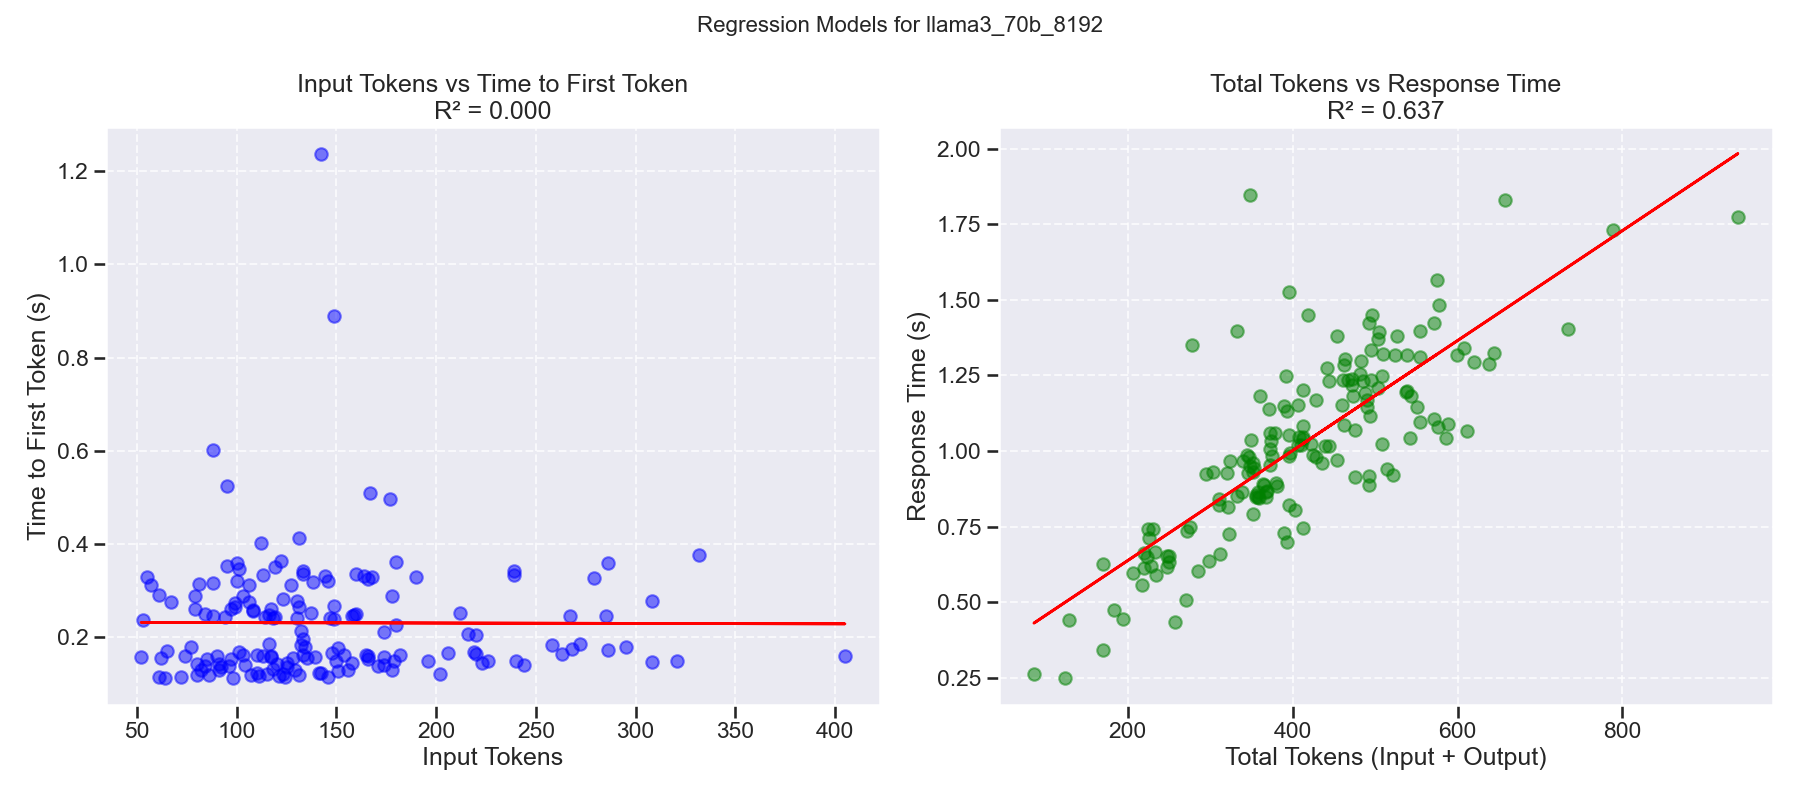 Regression Models for llama3_70b_8192
Input Tokens vs Time to First Token
R² = 0.000
Time to First Token (s)
1.2
1.0
0.8
0.6
0.4
0.2
50 100 150 200 250 300 350 400
Input Tokens
Total Tokens vs Response Time
R² = 0.637
Response Time (s)
2.00
1.75
1.50
1.25
1.00
0.75
0.50
0.25
200 400 600 800
Total Tokens (Input + Output)